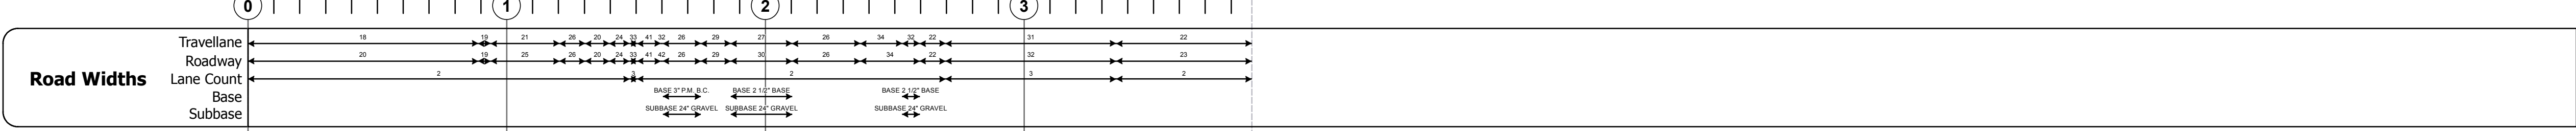 0 1 2 3
Travellane 18 19 21 26 20 24 33 41 32 26 29 27 26 34 32 22 31 22
Roadway 20 19 25 26 20 24 33 41 42 26 29 30 26 34 22 32 23
Road Widths
Lane Count 2 3 2 3 2
Base BASE 3" P.M. B.C. BASE 2 1/2" BASE BASE 2 1/2" BASE
Subbase SUBBASE 24" GRAVEL SUBBASE 24" GRAVEL SUBBASE 24" GRAVEL